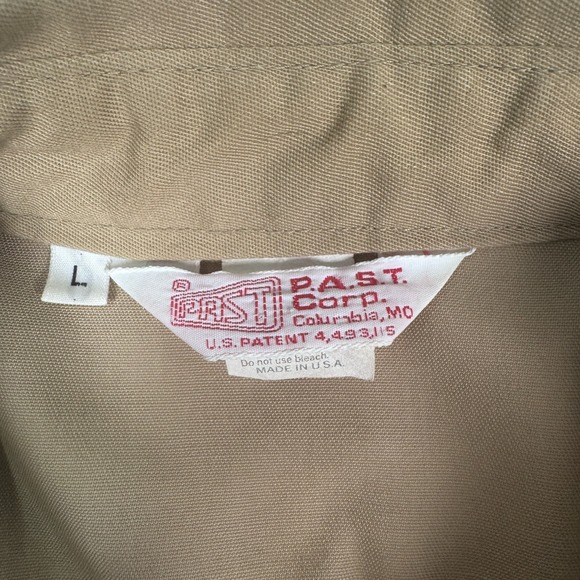 L
®
PAST
P.A.S.T.
Corp.
Columbia, MO
U.S. PATENT 4,493,115
Do not use bleach.
MADE IN U.S.A.